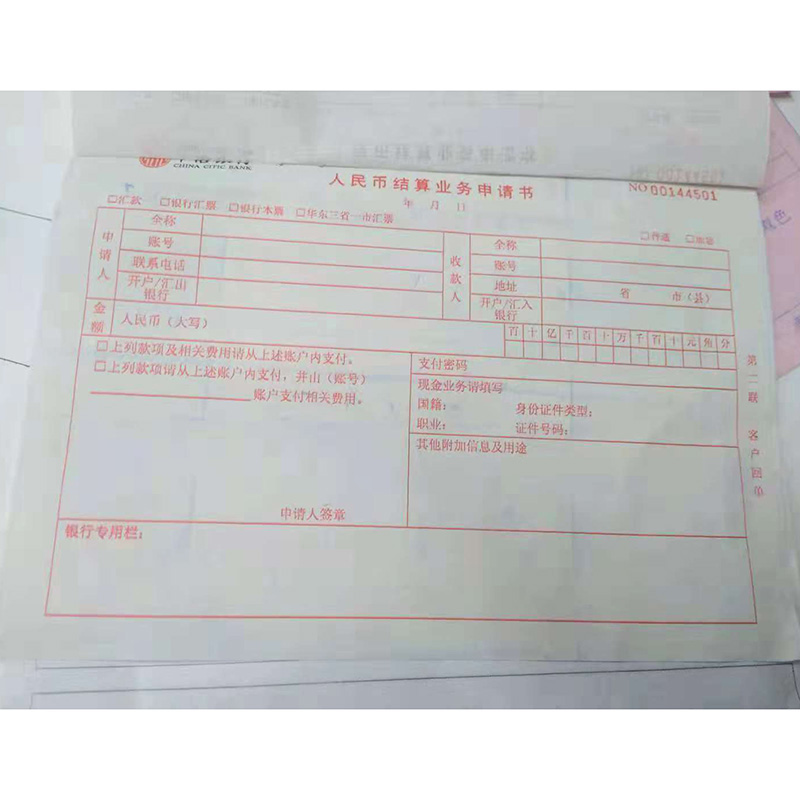 CHINA CITIC BANK
人民币结算业务申请书
NO 00144501
年 月 日
□汇款 □银行汇票 □银行本票 □华东三省一市汇票
□普通 □加急
申请人
全称
账号
联系电话
开户/汇出银行
收款人
全称
账号
地址 省 市（县）
开户/汇入银行
金额
人民币（大写）
百 十 亿 千 百 十 万 千 百 十 元 角 分
□上列款项及相关费用请从上述账户内支付。
□上列款项请从上述账户内支付，并由（账号）
账户支付相关费用。
申请人签章
支付密码
现金业务请填写
国籍： 身份证件类型：
职业： 证件号码：
其他附加信息及用途
银行专用栏：
第二联 客户回单